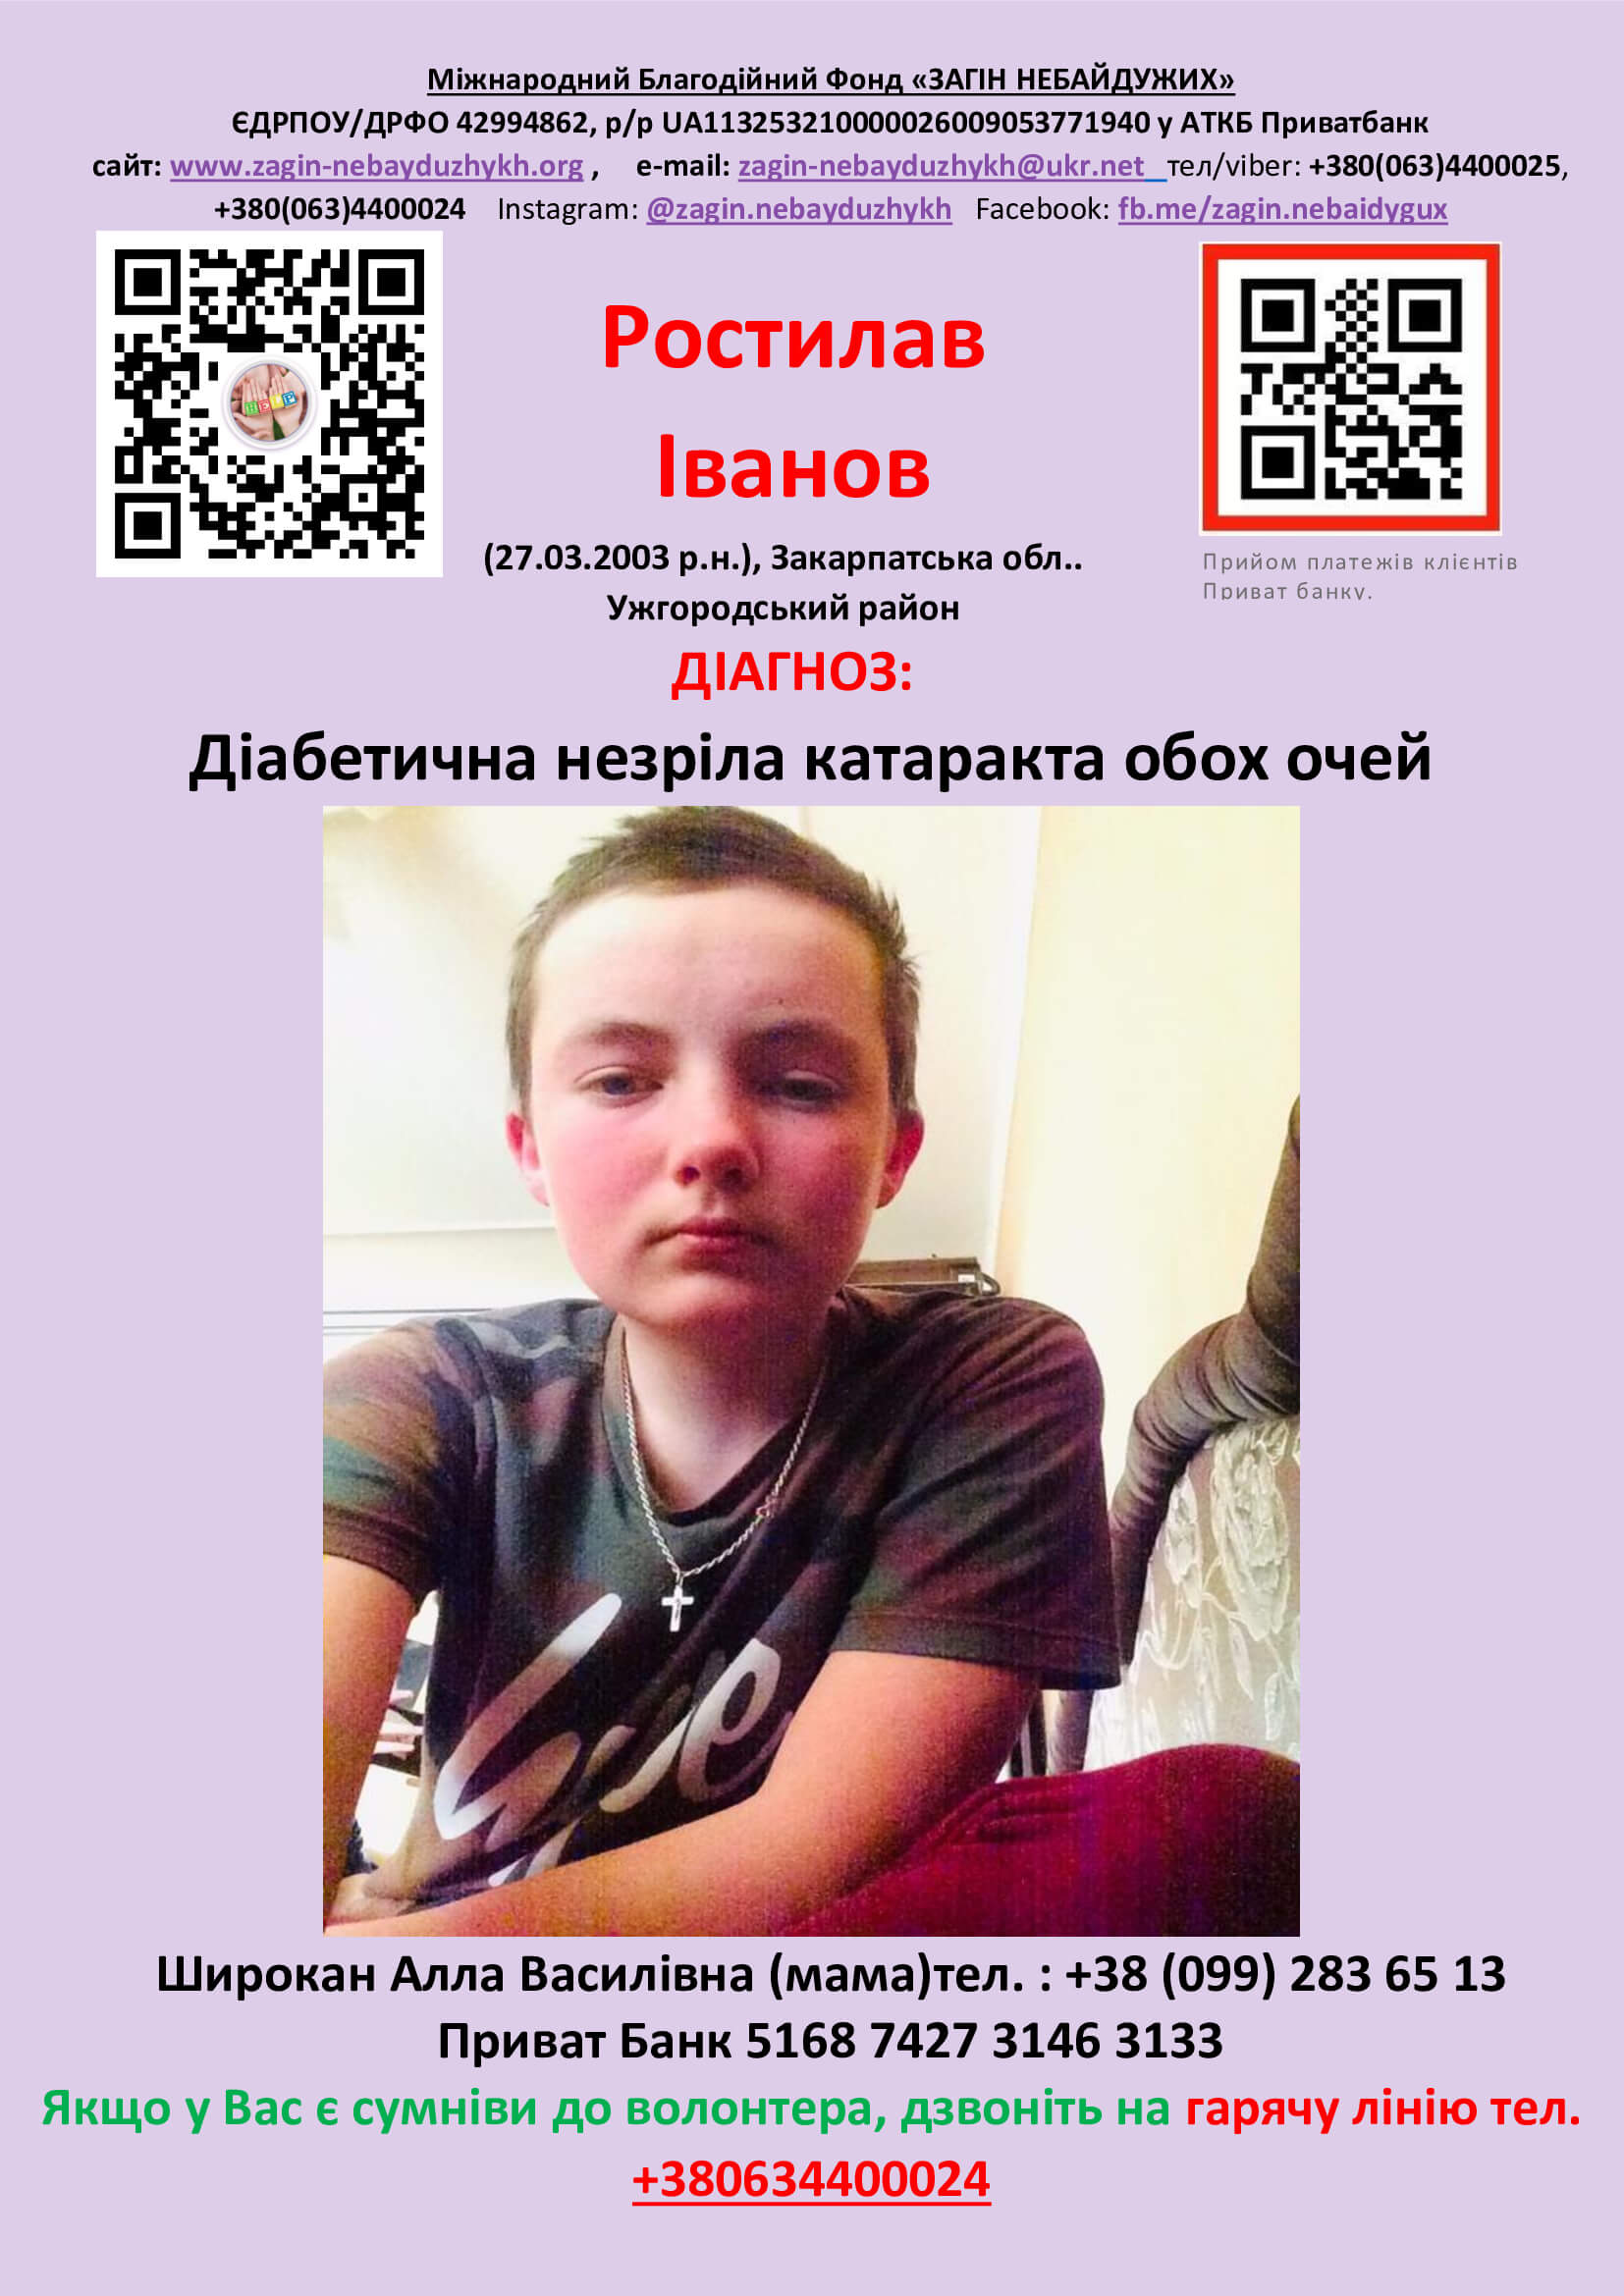 Міжнародний Благодійний Фонд «ЗАГІН НЕБАЙДУЖИХ»
ЄДРПОУ/ДРФО 42994862, р/р UA113253210000026009053771940 у АТКБ Приватбанк
сайт: www.zagin-nebayduzhykh.org , e-mail: zagin-nebayduzhykh@ukr.net тел/viber: +380(063)4400025,
+380(063)4400024 Instagram: @zagin.nebayduzhykh Facebook: fb.me/zagin.nebaidygux
HELP
Ростилав
Іванов
(27.03.2003 р.н.), Закарпатська обл..
Ужгородський район
Прийом платежів клієнтів
Приват банку.
ДІАГНОЗ:
Діабетична незріла катаракта обох очей
Широкан Алла Василівна (мама)тел. : +38 (099) 283 65 13
Приват Банк 5168 7427 3146 3133
Якщо у Вас є сумніви до волонтера, дзвоніть на гарячу лінію тел.
+380634400024